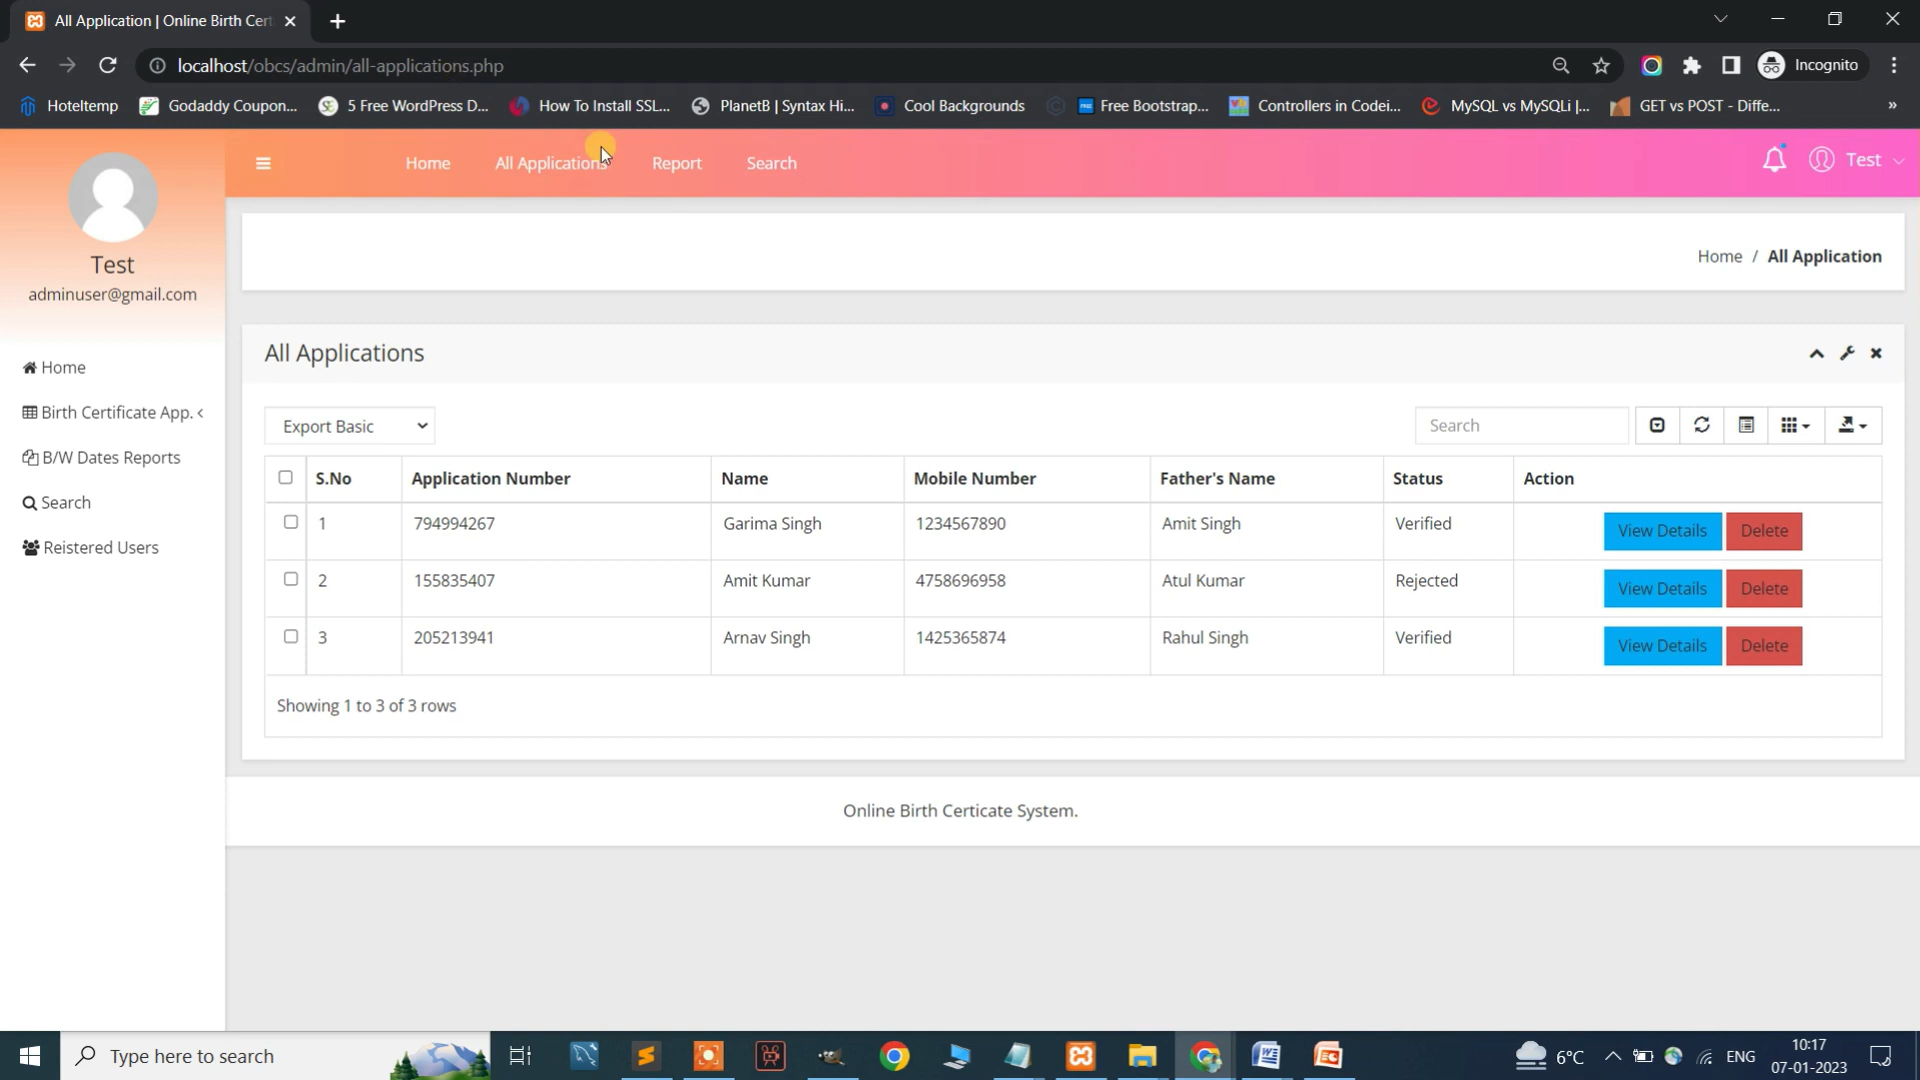 All Application | Online Birth Cert
localhost/obcs/admin/all-applications.php
Incognito
Hoteltemp
Godaddy Coupon...
5 Free WordPress D...
How To Install SSL...
PlanetB | Syntax Hi...
Cool Backgrounds
Free Bootstrap...
Controllers in Codei...
MySQL vs MySQLi |...
GET vs POST - Diffe...
»
Home
All Applications
Report
Search
Test
Test
adminuser@gmail.com
Home / All Application
Home
Birth Certificate App.
B/W Dates Reports
Search
Reistered Users
All Applications
Export Basic
Search
S.No Application Number Name Mobile Number Father's Name Status Action
1 794994267 Garima Singh 1234567890 Amit Singh Verified View Details Delete
2 155835407 Amit Kumar 4758696958 Atul Kumar Rejected View Details Delete
3 205213941 Arnav Singh 1425365874 Rahul Singh Verified View Details Delete
Showing 1 to 3 of 3 rows
Online Birth Certicate System.
Type here to search
6°C
ENG
10:17
07-01-2023